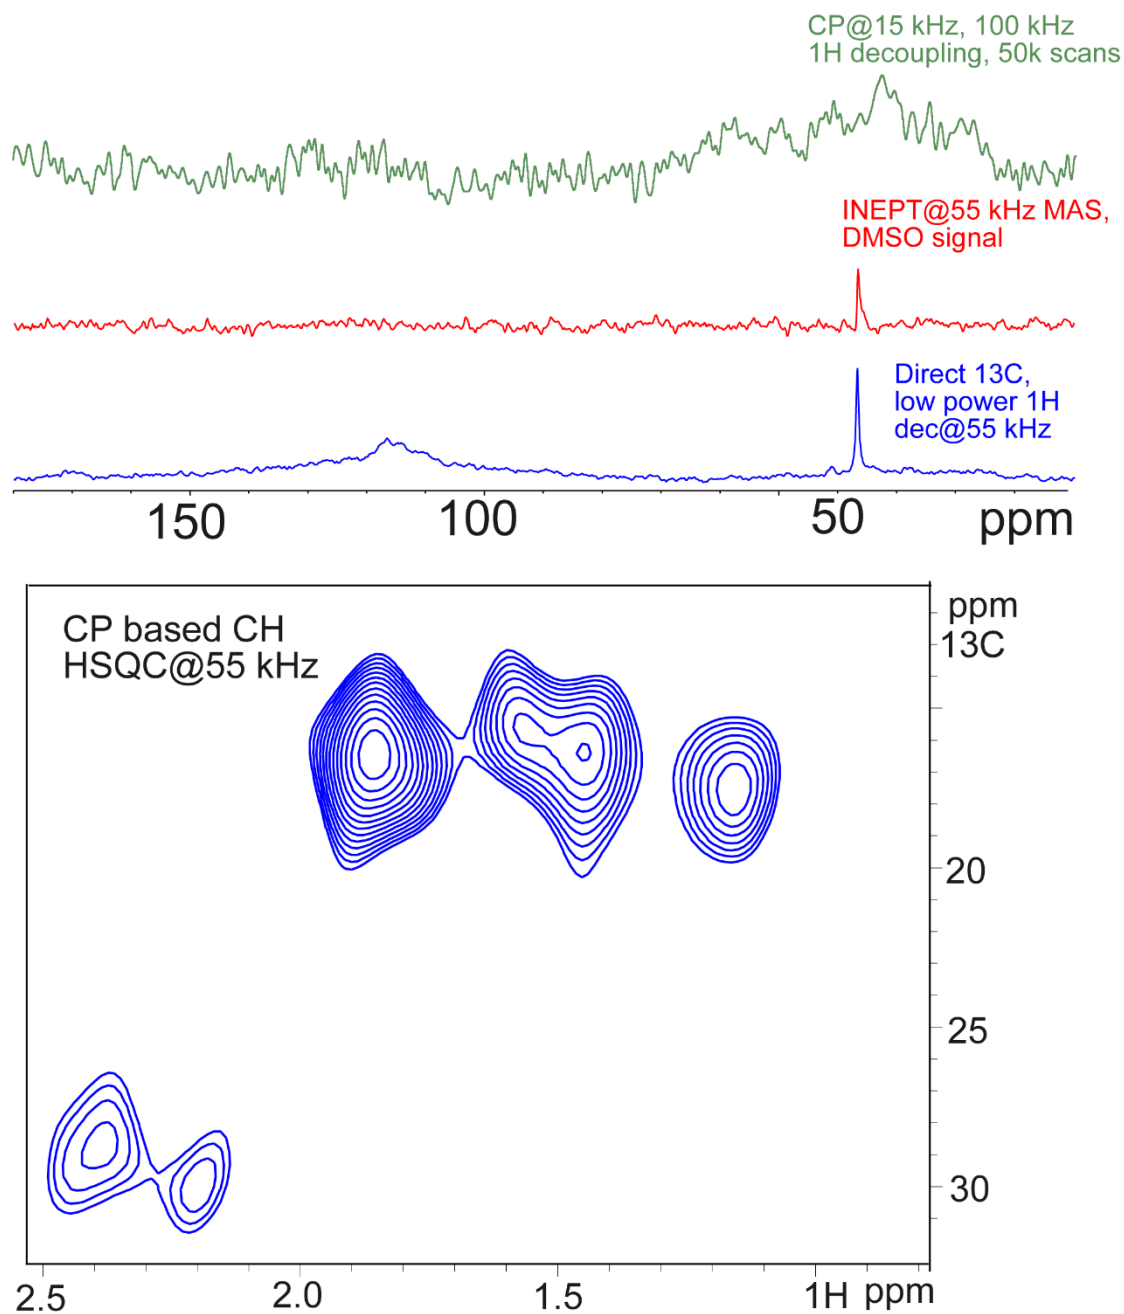 CP@15 kHz, 100 kHz
1H decoupling, 50k scans
INEPT@55 kHz MAS,
DMSO signal
Direct 13C,
low power 1H
dec@55 kHz
150 100 50 ppm
CP based CH
HSQC@55 kHz
ppm
13C
20
25
30
2.5 2.0 1.5 1H ppm